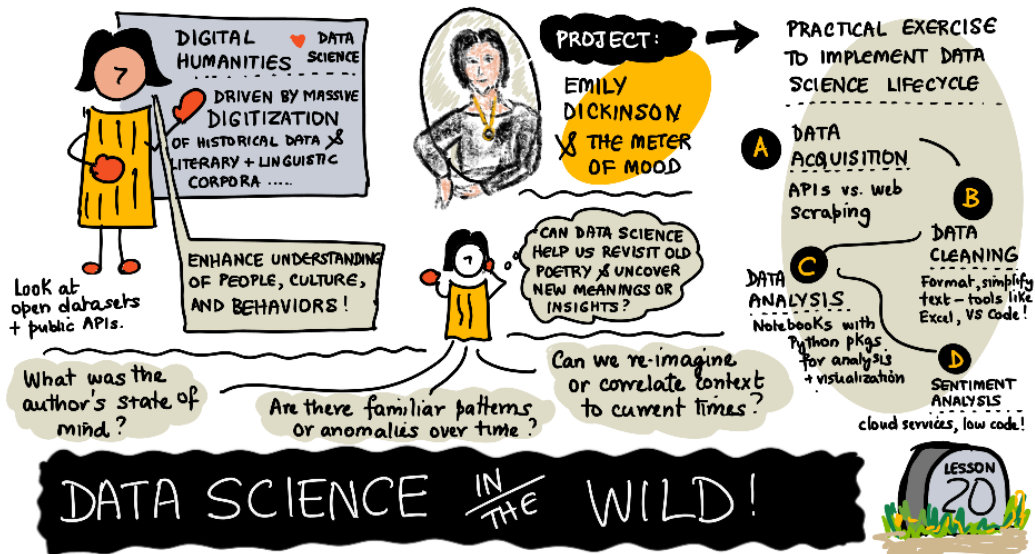 DIGITAL
HUMANITIES
DATA
SCIENCE
DRIVEN BY MASSIVE
DIGITIZATION
OF HISTORICAL DATA &
LITERARY + LINGUISTIC
CORPORA .....
ENHANCE UNDERSTANDING
OF PEOPLE, CULTURE,
AND BEHAVIORS!
Look at
open datasets
+ public APIs.
PROJECT:
EMILY
DICKINSON
& THE METER
OF MOOD
CAN DATA SCIENCE
HELP US REVISIT OLD
POETRY & UNCOVER
NEW MEANINGS OR
INSIGHTS?
What was the
author's state of
mind?
Are there familiar patterns
or anomalies over time?
Can we re-imagine
or correlate context
to current times?
PRACTICAL EXERCISE
TO IMPLEMENT DATA
SCIENCE LIFECYCLE
A
DATA
ACQUISITION
APIs vs. web
scraping
B
DATA
CLEANING
Format, simplify
text - tools like
Excel, VS Code!
C
DATA
ANALYSIS
Notebooks with
Python pkgs
for analysis
+ visualization
D
SENTIMENT
ANALYSIS
cloud services, low code!
DATA SCIENCE IN THE WILD!
LESSON
20